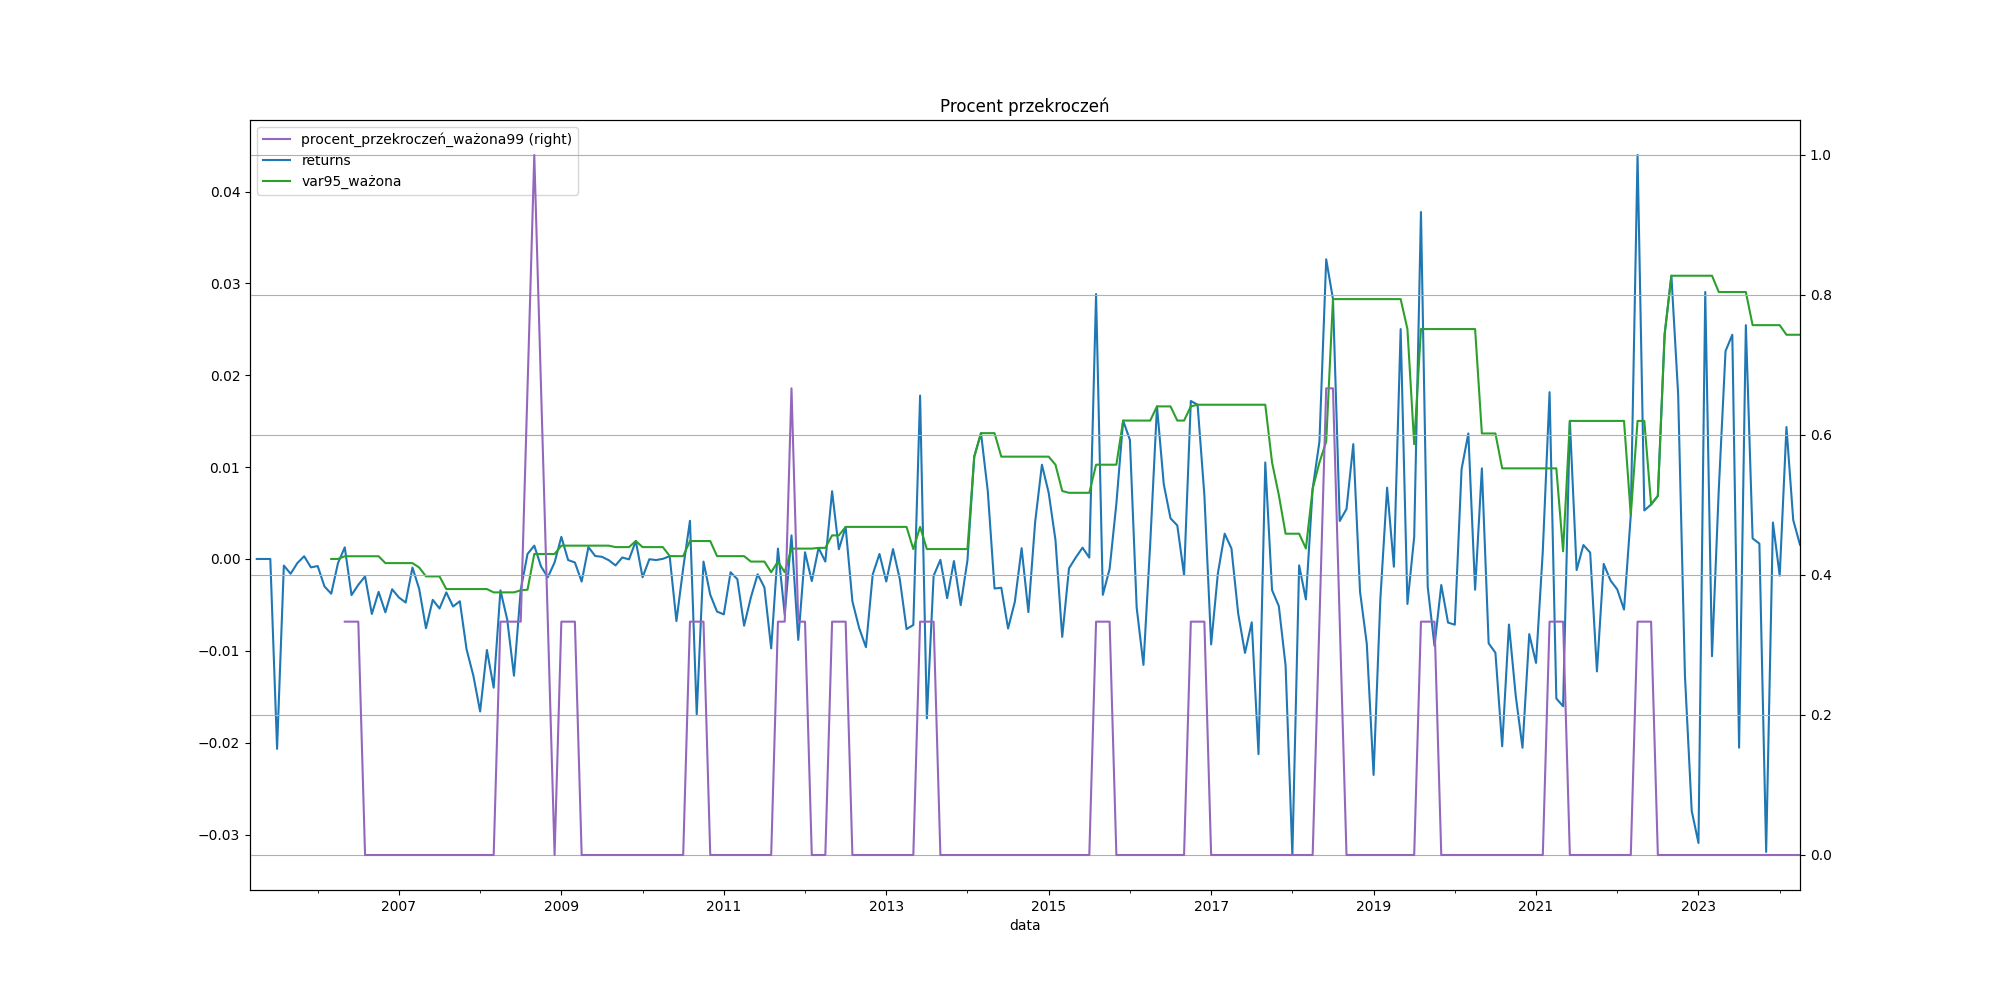 Procent przekroczeń
procent_przekroczeń_ważona99 (right)
returns
var95_ważona
0.04
0.03
0.02
0.01
0.00
−0.01
−0.02
−0.03
1.0
0.8
0.6
0.4
0.2
0.0
2007 2009 2011 2013 2015 2017 2019 2021 2023
data